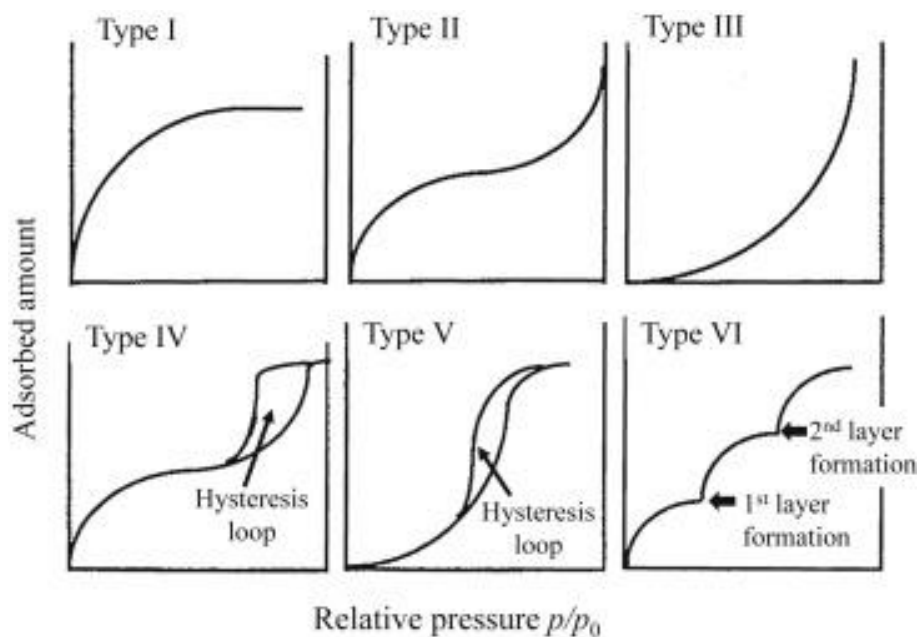 Type I
Type II
Type III
Adsorbed amount
Type IV
Hysteresis
loop
Type V
Hysteresis
loop
Type VI
2nd layer
formation
1st layer
formation
Relative pressure p/p0